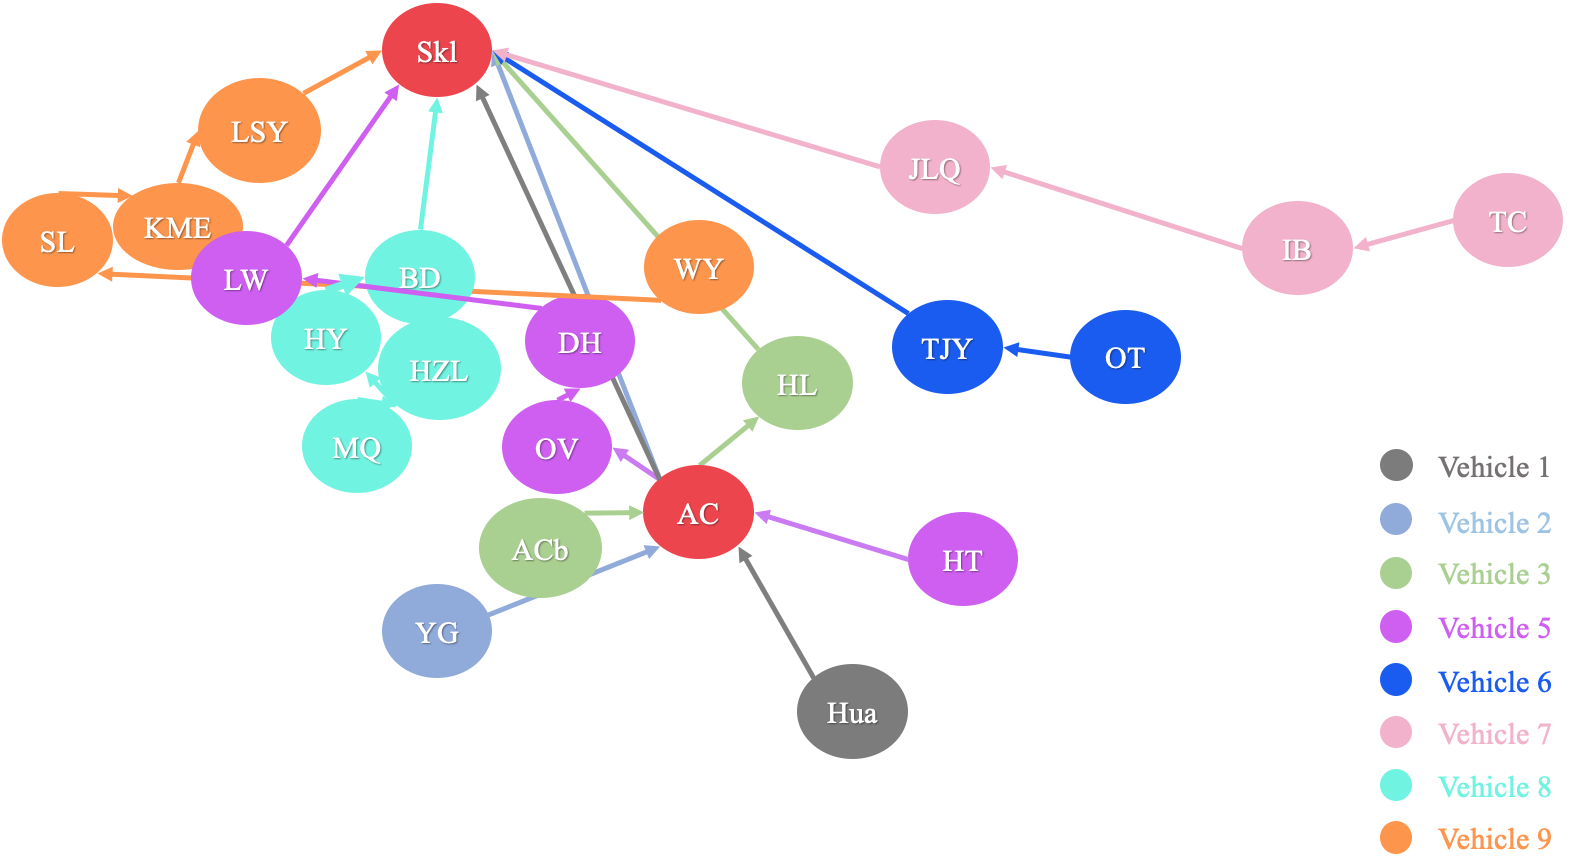 Skl
LSY
JLQ
TC
KME
SL
IB
WY
BD
LW
HY
DH
TJY
OT
HZL
HL
MQ
OV
Vehicle 1
AC
Vehicle 2
ACb
HT
Vehicle 3
YG
Vehicle 5
Vehicle 6
Hua
Vehicle 7
Vehicle 8
Vehicle 9